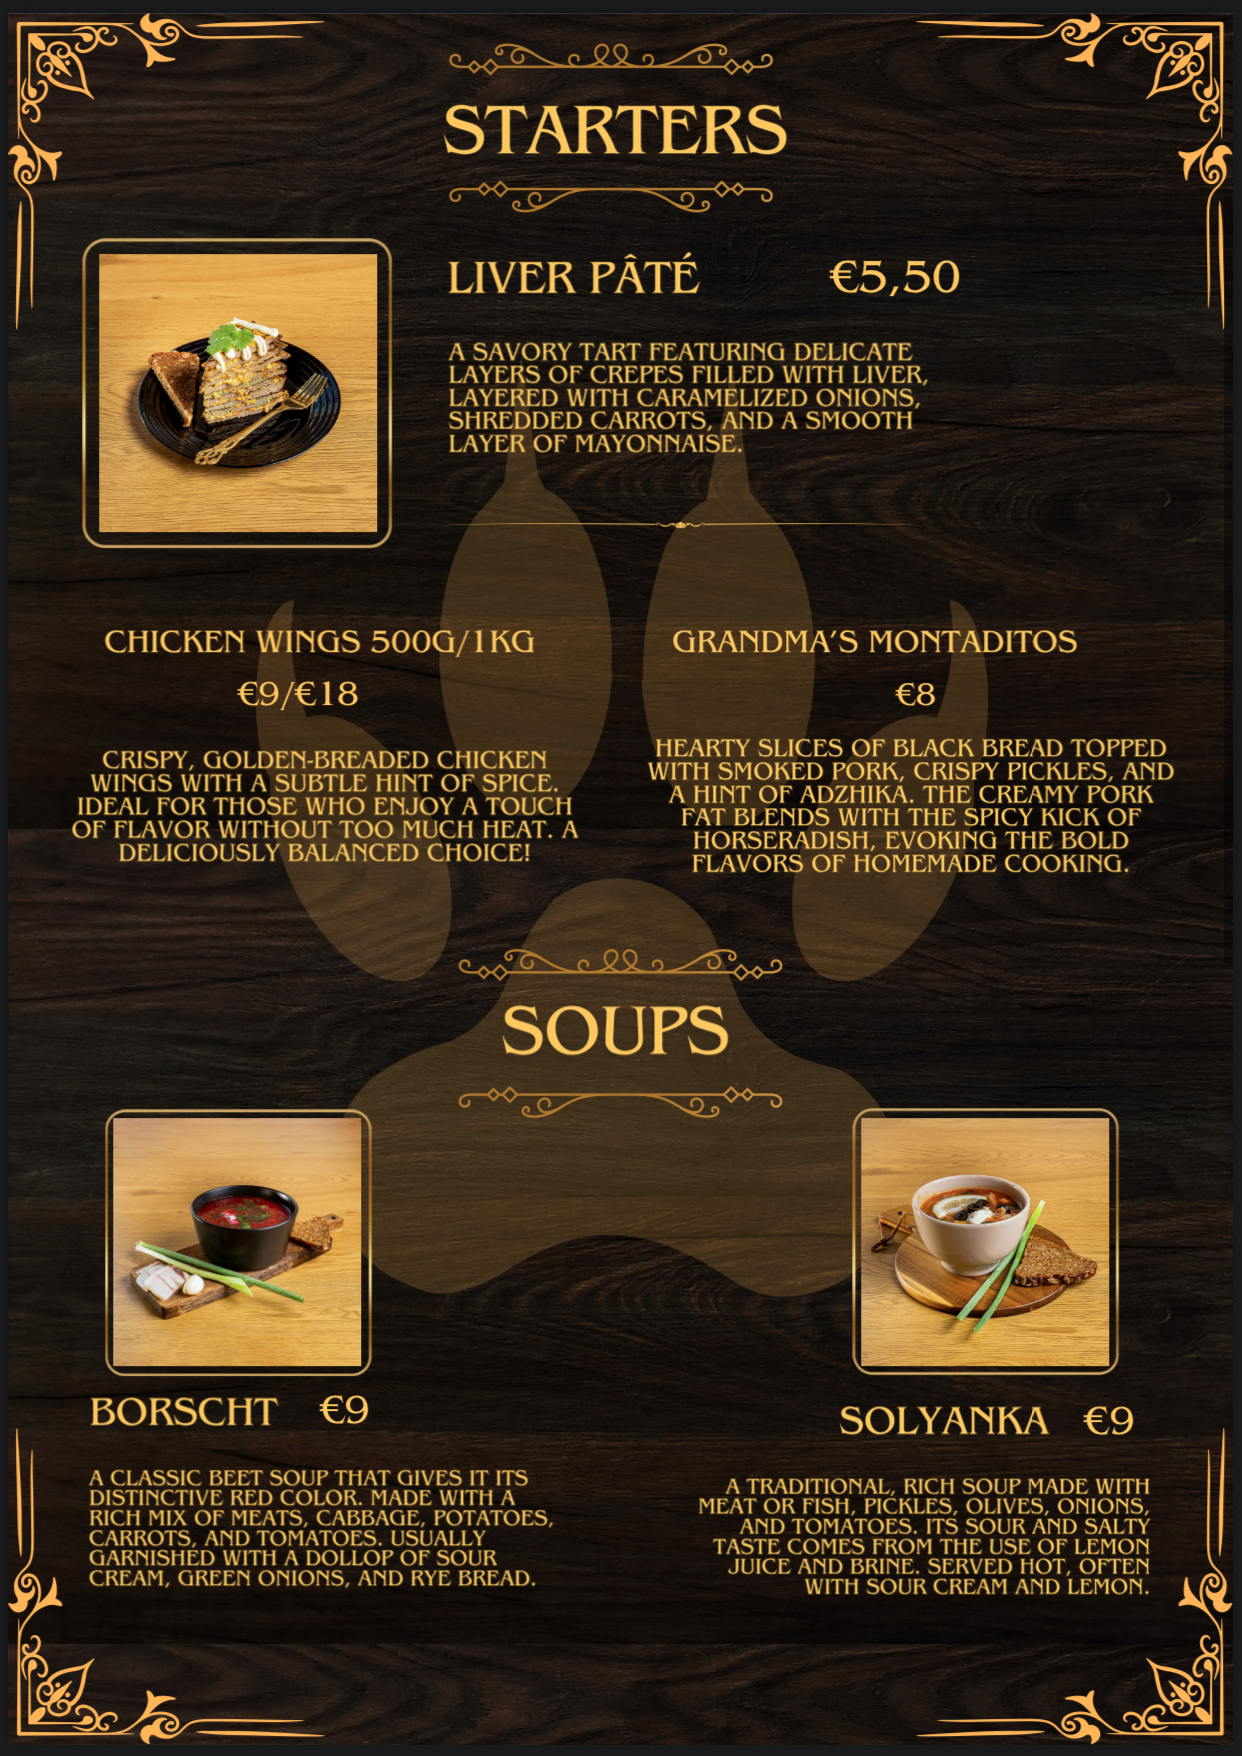 STARTERS
LIVER PÂTÉ €5,50
A SAVORY TART FEATURING DELICATE
LAYERS OF CREPES FILLED WITH LIVER,
LAYERED WITH CARAMELIZED ONIONS,
SHREDDED CARROTS, AND A SMOOTH
LAYER OF MAYONNAISE.
CHICKEN WINGS 500G/1KG
€9/€18
CRISPY, GOLDEN-BREADED CHICKEN
WINGS WITH A SUBTLE HINT OF SPICE.
IDEAL FOR THOSE WHO ENJOY A TOUCH
OF FLAVOR WITHOUT TOO MUCH HEAT. A
DELICIOUSLY BALANCED CHOICE!
GRANDMA’S MONTADITOS
€8
HEARTY SLICES OF BLACK BREAD TOPPED
WITH SMOKED PORK, CRISPY PICKLES, AND
A HINT OF ADZHIKA. THE CREAMY PORK
FAT BLENDS WITH THE SPICY KICK OF
HORSERADISH, EVOKING THE BOLD
FLAVORS OF HOMEMADE COOKING.
SOUPS
BORSCHT €9
A CLASSIC BEET SOUP THAT GIVES IT ITS
DISTINCTIVE RED COLOR. MADE WITH A
RICH MIX OF MEATS, CABBAGE, POTATOES,
CARROTS, AND TOMATOES. USUALLY
GARNISHED WITH A DOLLOP OF SOUR
CREAM, GREEN ONIONS, AND RYE BREAD.
SOLYANKA €9
A TRADITIONAL, RICH SOUP MADE WITH
MEAT OR FISH, PICKLES, OLIVES, ONIONS,
AND TOMATOES. ITS SOUR AND SALTY
TASTE COMES FROM THE USE OF LEMON
JUICE AND BRINE. SERVED HOT, OFTEN
WITH SOUR CREAM AND LEMON.